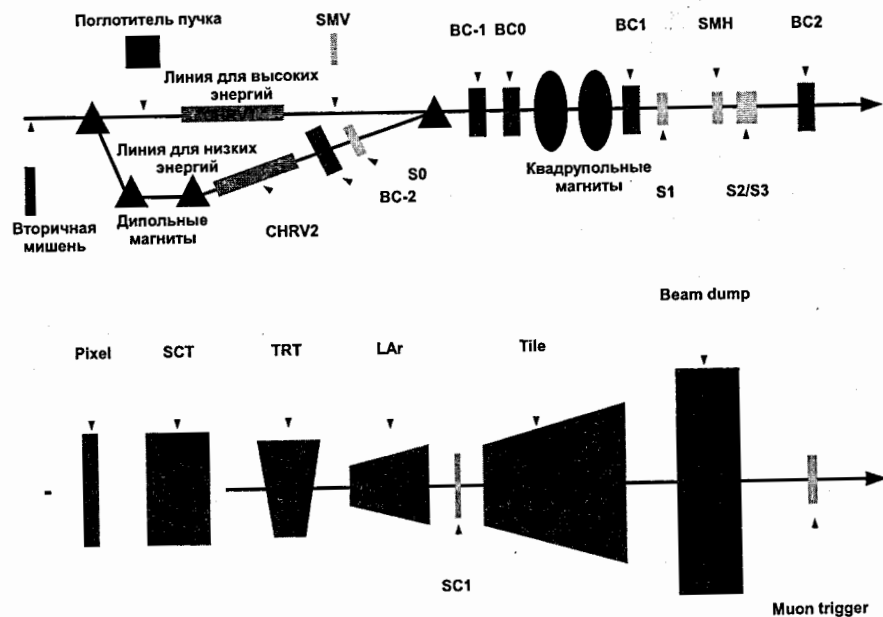 Поглотитель пучка
SMV
BC-1 BC0
BC1
SMH
BC2
Линия для высоких
энергий
Линия для низких
энергий
S0
BC-2
Квадрупольные
магниты
S1
S2/S3
Вторичная
мишень
Дипольные
магниты
CHRV2
Beam dump
Pixel
SCT
TRT
LAr
Tile
SC1
Muon trigger